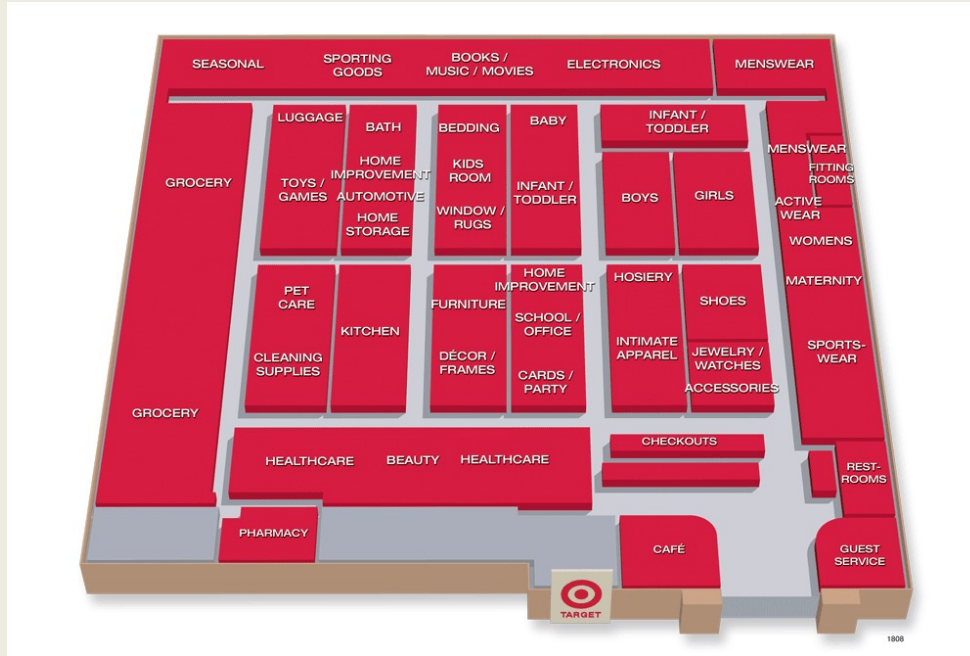 SEASONAL
SPORTING
GOODS
BOOKS /
MUSIC / MOVIES
ELECTRONICS
MENSWEAR
GROCERY
LUGGAGE
TOYS /
GAMES
BATH
HOME
IMPROVEMENT
AUTOMOTIVE
HOME
STORAGE
BEDDING
KIDS
ROOM
WINDOW /
RUGS
BABY
INFANT /
TODDLER
INFANT /
TODDLER
BOYS
GIRLS
MENSWEAR
FITTING
ROOMS
ACTIVE
WEAR
WOMENS
MATERNITY
SPORTS-
WEAR
PET
CARE
CLEANING
SUPPLIES
KITCHEN
FURNITURE
DÉCOR /
FRAMES
HOME
IMPROVEMENT
SCHOOL /
OFFICE
CARDS /
PARTY
HOSIERY
INTIMATE
APPAREL
SHOES
JEWELRY /
WATCHES
ACCESSORIES
GROCERY
HEALTHCARE
BEAUTY
HEALTHCARE
CHECKOUTS
REST-
ROOMS
PHARMACY
CAFÉ
GUEST
SERVICE
TARGET
1808